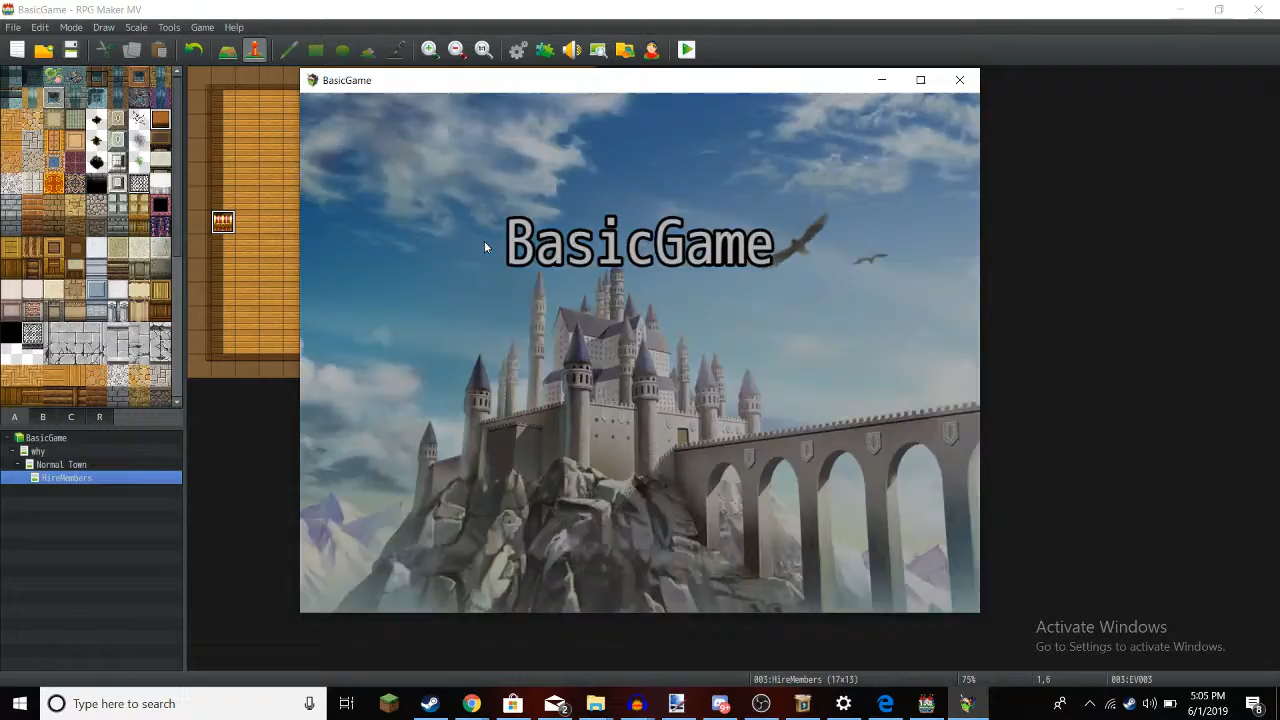 BasicGame - RPG Maker MV
File Edit Mode Draw Scale Tools Game Help
BasicGame
BasicGame
A B C R
BasicGame
why
Normal Town
HireMembers
Activate Windows
Go to Settings to activate Windows.
003:HireMembers (17x13) 75% 1,6 003:EV003
Type here to search
2
5:05 PM
6/1/2019
8